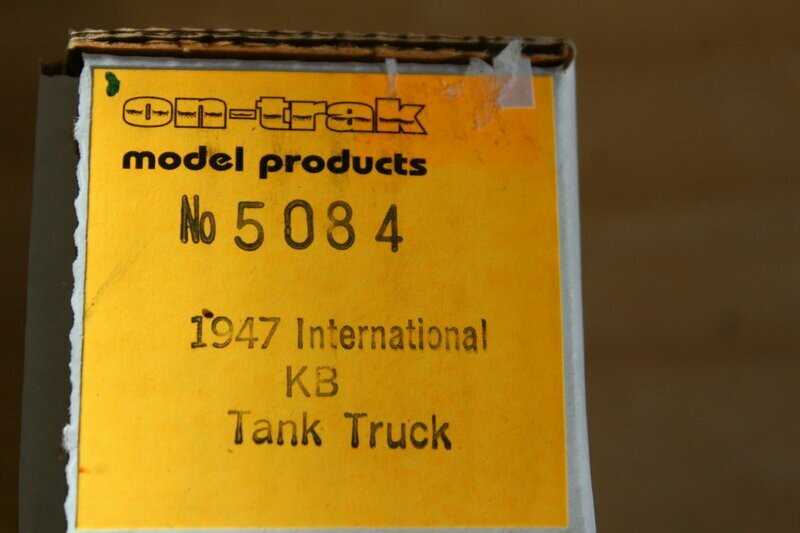 on-trak
model products
No 5084
1947 International
KB
Tank Truck